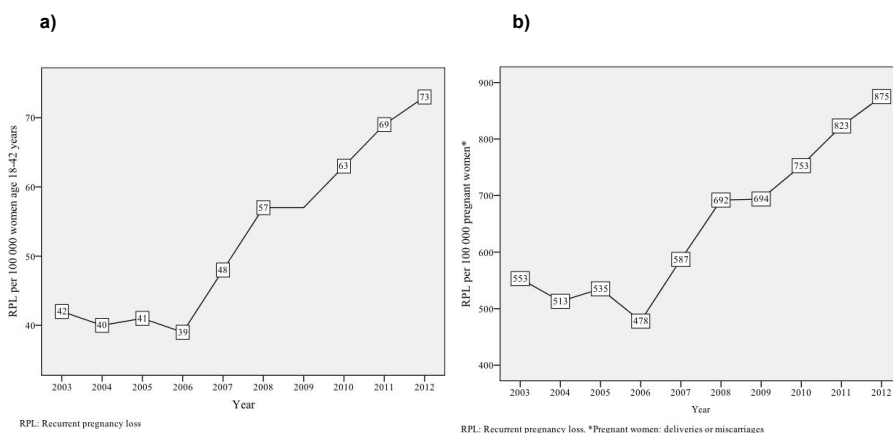 a)
RPL per 100 000 women age 18-42 years
70
60
50
40
42
40
41
39
48
57
63
69
73
2003 2004 2005 2006 2007 2008 2009 2010 2011 2012
Year
RPL: Recurrent pregnancy loss
b)
RPL per 100 000 pregnant women*
900
800
700
600
500
400
553
513
535
478
587
692
694
753
823
875
2003 2004 2005 2006 2007 2008 2009 2010 2011 2012
Year
RPL: Recurrent pregnancy loss. *Pregnant women: deliveries or miscarriages